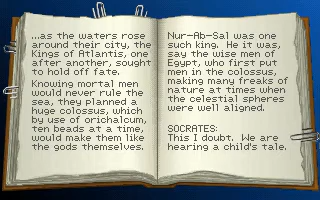 ...as the waters rose
around their city, the
Kings of Atlantis, one
after another, sought
to hold off fate.
Knowing mortal men
would never rule the
sea, they planned a
huge colossus, which
by use of orichalcum,
ten beads at a time,
would make them like
the gods themselves.
Nur-Ab-Sal was one
such king. He it was,
say the wise men of
Egypt, who first put
men in the colossus,
making many freaks of
nature at times when
the celestial spheres
were well aligned.
SOCRATES:
This I doubt. We are
hearing a child's tale.